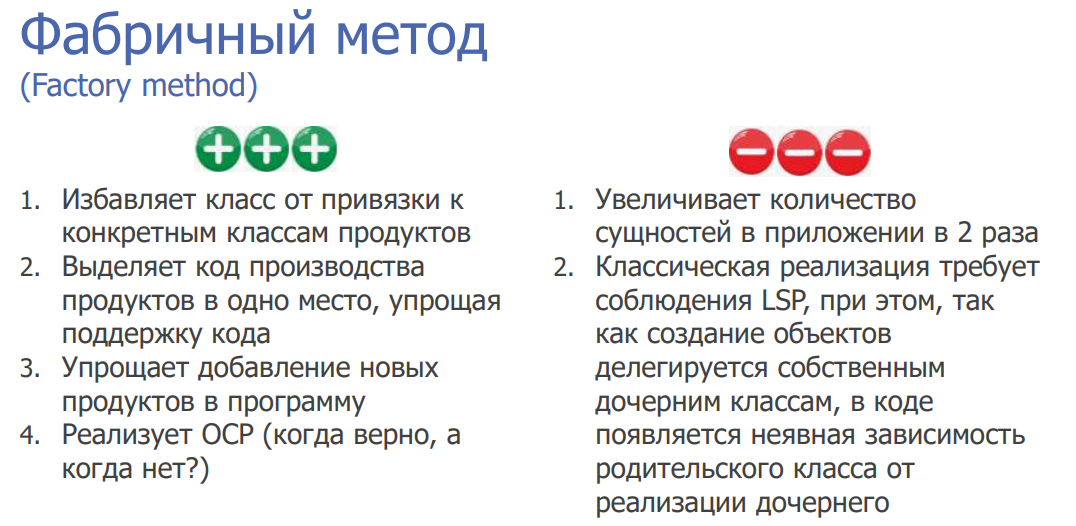 Фабричный метод
(Factory method)
1. Избавляет класс от привязки к
конкретным классам продуктов
2. Выделяет код производства
продуктов в одно место, упрощая
поддержку кода
3. Упрощает добавление новых
продуктов в программу
4. Реализует OCP (когда верно, а
когда нет?)
1. Увеличивает количество
сущностей в приложении в 2 раза
2. Классическая реализация требует
соблюдения LSP, при этом, так
как создание объектов
делегируется собственным
дочерним классам, в коде
появляется неявная зависимость
родительского класса от
реализации дочернего